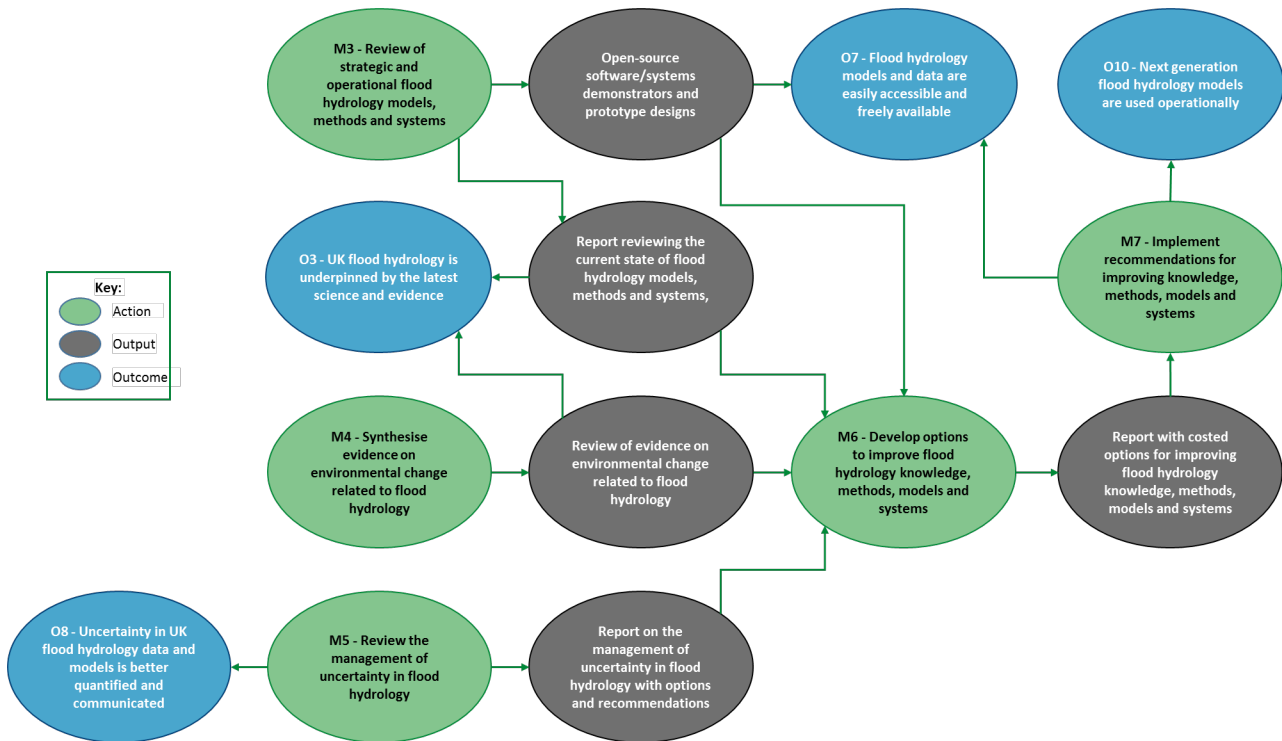 M3 - Review of
strategic and
operational flood
hydrology models,
methods and systems
Open-source
software/systems
demonstrators and
prototype designs
O7 - Flood hydrology
models and data are
easily accessible and
freely available
O10 - Next generation
flood hydrology models
are used operationally
O3 - UK flood hydrology is
underpinned by the latest
science and evidence
Report reviewing the
current state of flood
hydrology models,
methods and systems,
M7 - Implement
recommendations for
improving knowledge,
methods, models and
systems
Key:
Action
Output
Outcome
M4 - Synthesise
evidence on
environmental change
related to flood
hydrology
Review of evidence on
environmental change
related to flood
hydrology
M6 - Develop options
to improve flood
hydrology knowledge,
methods, models and
systems
Report with costed
options for improving
flood hydrology
knowledge, methods,
models and systems
O8 - Uncertainty in UK
flood hydrology data and
models is better
quantified and
communicated
M5 - Review the
management of
uncertainty in flood
hydrology
Report on the
management of
uncertainty in flood
hydrology with options
and recommendations